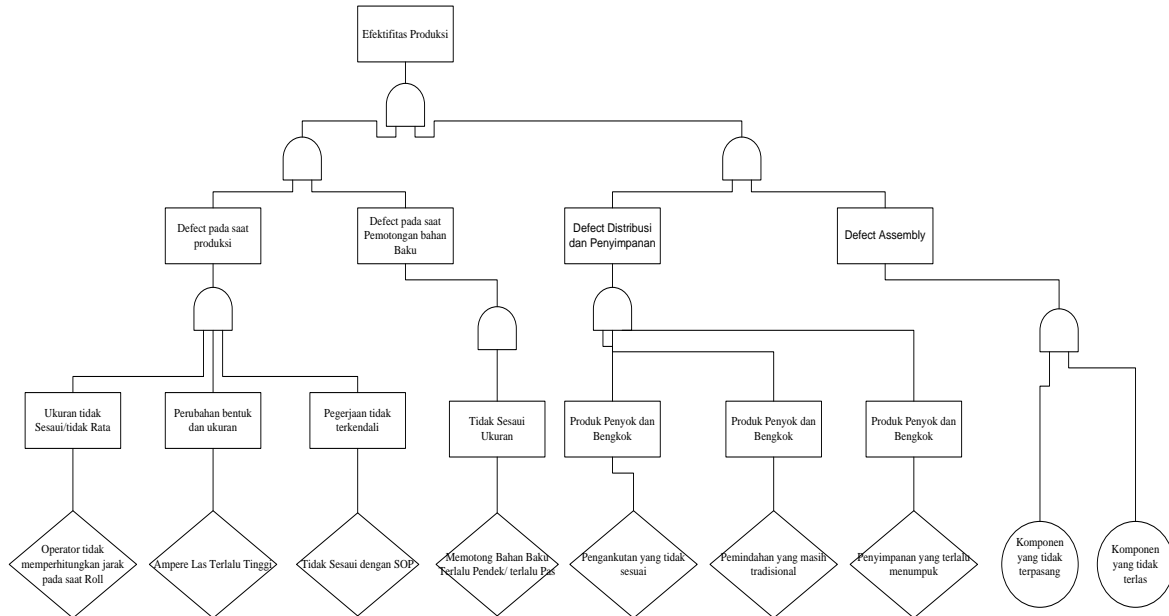 Efektifitas Produksi
Defect pada saat
produksi
Defect pada saat
Pemotongan bahan
Baku
Defect Distribusi
dan Penyimpanan
Defect Assembly
Ukuran tidak
Sesaui/tidak Rata
Perubahan bentuk
dan ukuran
Pegerjaan tidak
terkendali
Tidak Sesaui
Ukuran
Produk Penyok dan
Bengkok
Produk Penyok dan
Bengkok
Produk Penyok dan
Bengkok
Operator tidak
memperhitungkan jarak
pada saat Roll
Ampere Las Terlalu Tinggi
Tidak Sesuai dengan SOP
Memotong Bahan Baku
Terlalu Pendek/ terlalu Pas
Pengankutan yang tidak
sesuai
Pemindahan yang masih
tradisional
Penyimpanan yang terlalu
menumpuk
Komponen
yang tidak
terpasang
Komponen
yang tidak
terlas